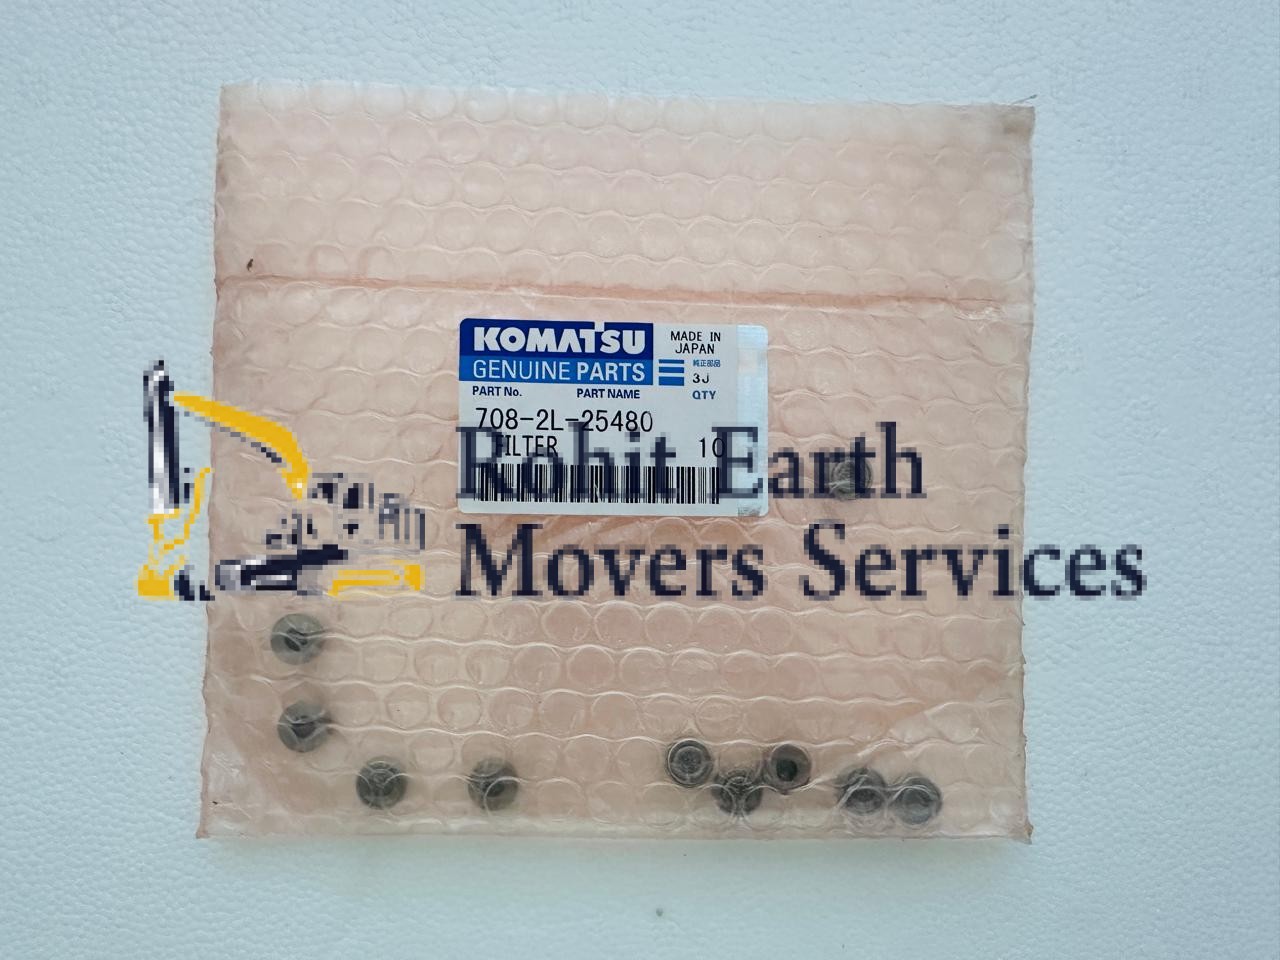 KOMATSU
GENUINE PARTS
MADE IN
JAPAN
純正部品
3J
PART No.
PART NAME
QTY
708-2L-25480
FILTER
10
Rohit Earth
Movers Services